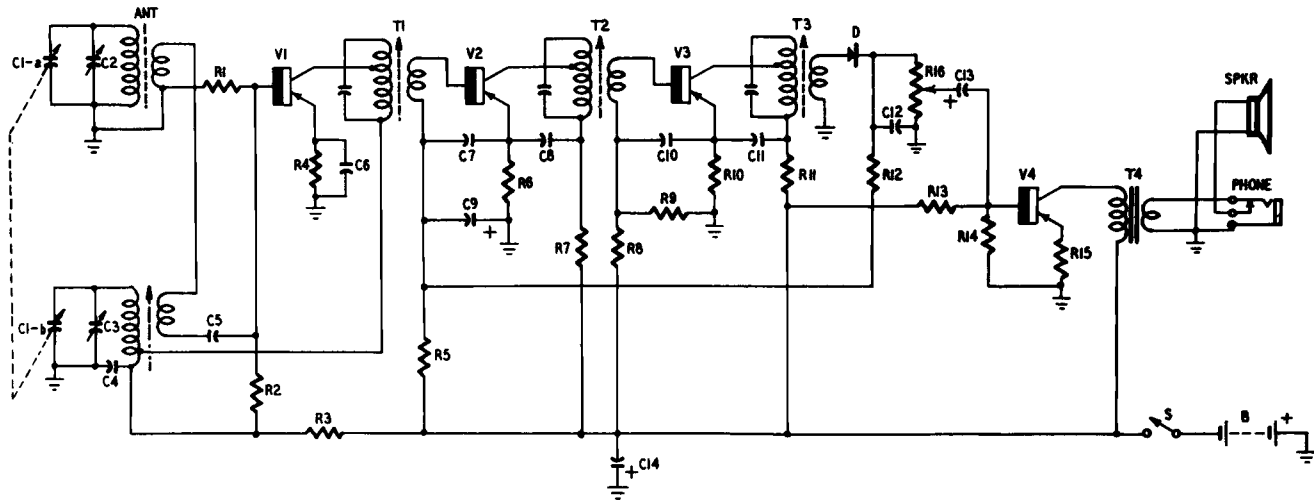 ANT
C1-a
C2
R1
V1
R4
C6
T1
V2
C7
C8
R6
C9
+
T2
R7
V3
C10
C11
R10
R9
R8
T3
R11
D
R16
C13
+
C12
R12
R13
R14
V4
R15
T4
SPKR
PHONE
C1-b
C3
C4
C5
R2
R3
R5
+
C14
S
B
+